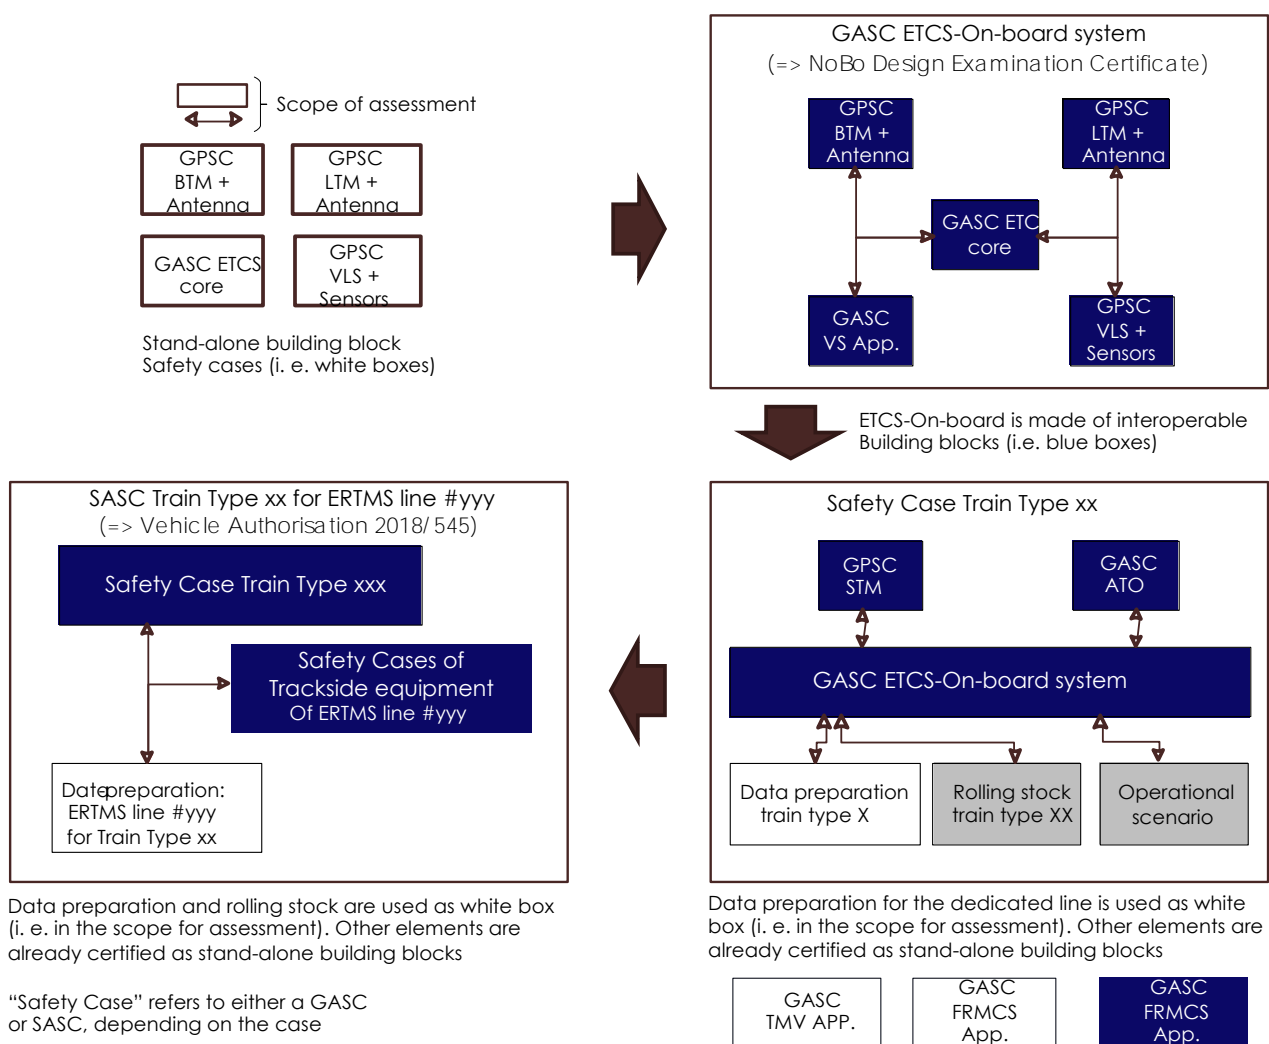 Scope of assessment
GPSC
BTM +
Antenna
GPSC
LTM +
Antenna
GASC ETCS
core
GPSC
VLS +
Sensors
Stand-alone building block
Safety cases (i. e. white boxes)
GASC ETCS-On-board system
(=> NoBo Design Examination Certificate)
GPSC
BTM +
Antenna
GPSC
LTM +
Antenna
GASC ETC
core
GASC
VS App.
GPSC
VLS +
Sensors
ETCS-On-board is made of interoperable
Building blocks (i.e. blue boxes)
Safety Case Train Type xx
GPSC
STM
GASC
ATO
GASC ETCS-On-board system
Data preparation
train type X
Rolling stock
train type XX
Operational
scenario
Data preparation for the dedicated line is used as white
box (i. e. in the scope for assessment). Other elements are
already certified as stand-alone building blocks
GASC
TMV APP.
GASC
FRMCS
App.
GASC
FRMCS
App.
SASC Train Type xx for ERTMS line #yyy
(=> Vehicle Authorisation 2018/545)
Safety Case Train Type xxx
Safety Cases of
Trackside equipment
Of ERTMS line #yyy
Date-preparation:
ERTMS line #yyy
for Train Type xx
Data preparation and rolling stock are used as white box
(i. e. in the scope for assessment). Other elements are
already certified as stand-alone building blocks
“Safety Case” refers to either a GASC
or SASC, depending on the case